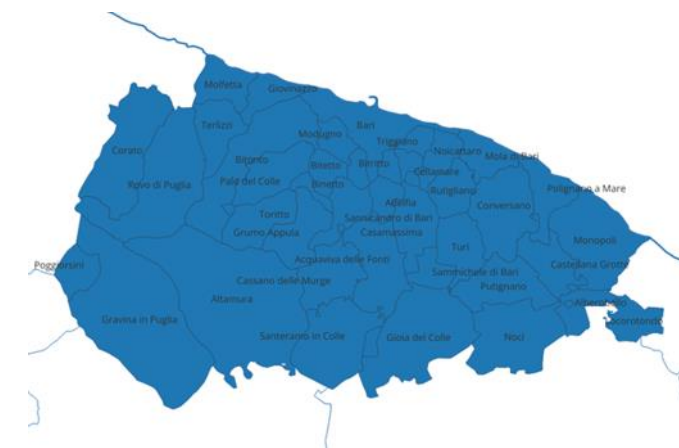 Molfetta
Giovinazzo
Terlizzi
Bari
Modugno
Triggiano
Corato
Bitonto
Bitetto
Bitritto
Noicattaro
Mola di Bari
Cellamare
Ruvo di Puglia
Palo del Colle
Binetto
Rutigliano
Polignano a Mare
Adelfia
Conversano
Toritto
Sannicandro di Bari
Grumo Appula
Casamassima
Monopoli
Turi
Poggiorsini
Acquaviva delle Fonti
Castellana Grotte
Sammichele di Bari
Cassano delle Murge
Putignano
Altamura
Alberobello
Gravina in Puglia
Locorotondo
Santeramo in Colle
Gioia del Colle
Noci